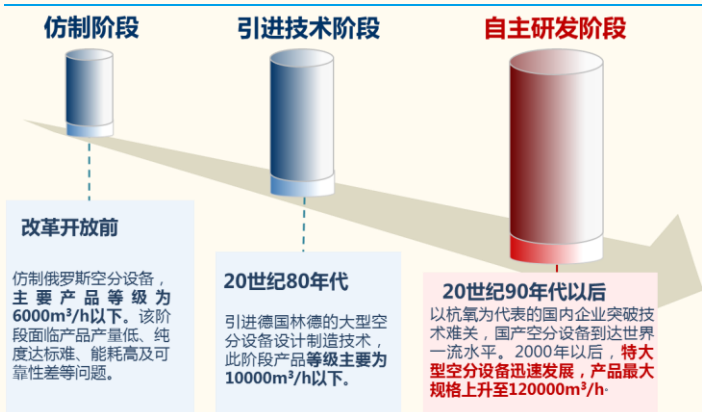 仿制阶段
引进技术阶段
自主研发阶段
改革开放前
仿制俄罗斯空分设备，
主要产品等级为
6000m³/h以下。该阶
段面临产品产量低、纯
度达标难、能耗高及可
靠性差等问题。
20世纪80年代
引进德国林德的大型空
分设备设计制造技术，
此阶段产品等级主要为
10000m³/h以下。
20世纪90年代以后
以杭氧为代表的国内企业突破技
术难关，国产空分设备到达世界
一流水平。2000年以后，特大
型空分设备迅速发展，产品最大
规格上升至120000m³/h。